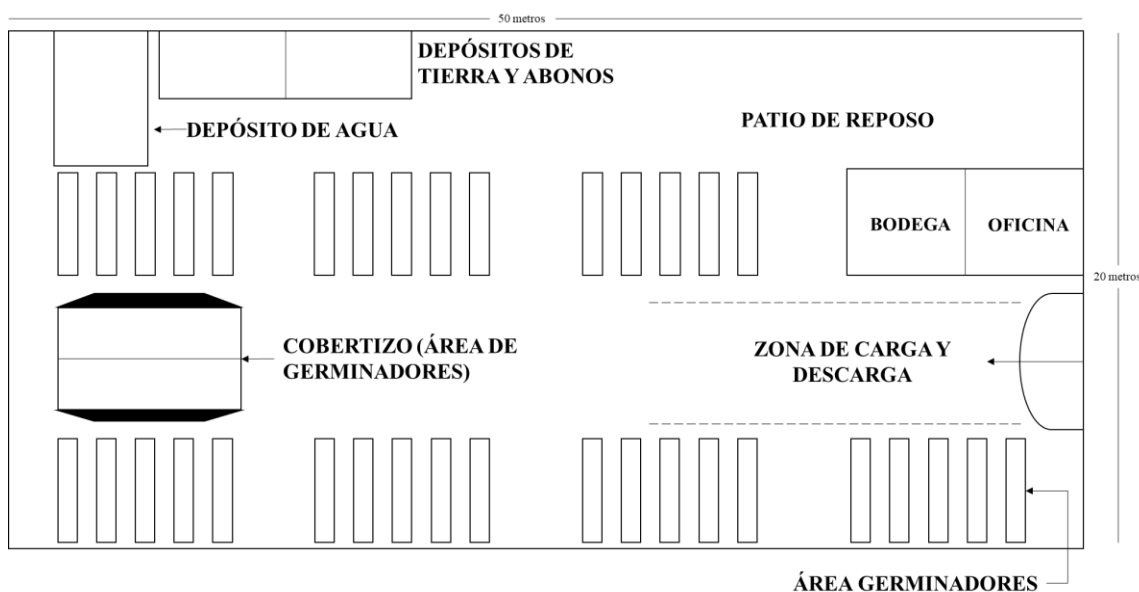 50 metros
DEPÓSITOS DE
TIERRA Y ABONOS
DEPÓSITO DE AGUA
PATIO DE REPOSO
BODEGA
OFICINA
20 metros
COBERTIZO (ÁREA DE
GERMINADORES)
ZONA DE CARGA Y
DESCARGA
ÁREA GERMINADORES